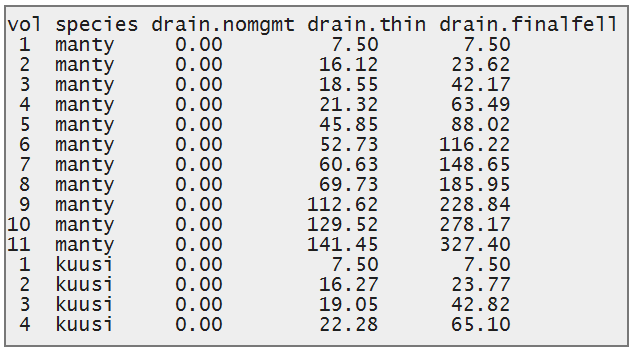 vol species drain.nomgmt drain.thin drain.finalfell
1 manty 0.00 7.50 7.50
2 manty 0.00 16.12 23.62
3 manty 0.00 18.55 42.17
4 manty 0.00 21.32 63.49
5 manty 0.00 45.85 88.02
6 manty 0.00 52.73 116.22
7 manty 0.00 60.63 148.65
8 manty 0.00 69.73 185.95
9 manty 0.00 112.62 228.84
10 manty 0.00 129.52 278.17
11 manty 0.00 141.45 327.40
1 kuusi 0.00 7.50 7.50
2 kuusi 0.00 16.27 23.77
3 kuusi 0.00 19.05 42.82
4 kuusi 0.00 22.28 65.10